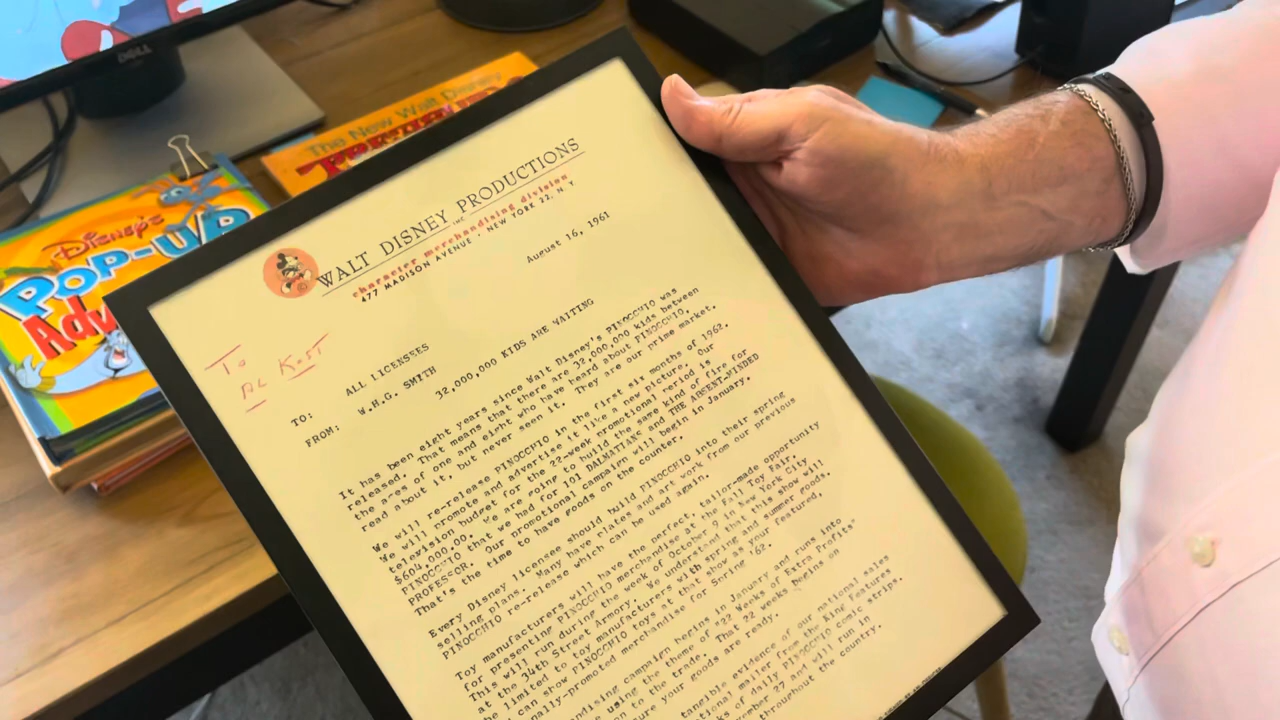 DELL
The New Walt Disney
TREASURY
Disney's
POP-UP
Adv
WALT DISNEY PRODUCTIONS
INC.
character merchandising division
477 MADISON AVENUE · NEW YORK 22, N. Y
August 16, 1961
To
AL KOST
TO: ALL LICENSES
FROM: W.H.G. SMITH
32,000,000 KIDS ARE WAITING
It has been eight years since Walt Disney's PINOCCHIO was
released. That means that there are 32,000,000 kids between
the ages of one and eight who have heard about PINOCCHIO,
read about it, but never seen it. They are our prime market.
We will re-release PINOCCHIO in the first six months of 1962.
We will promote and advertise it like a new picture. Our
television budget for the 22-week promotional period is
$604,000.00. We are going to build the same kind of fire for
PINOCCHIO that we had for 101 DALMATIANS and THE ABSENT-MINDED
PROFESSOR. Our promotional campaign will begin in January.
That's the time to have goods on the counter.
Every Disney licensee should build PINOCCHIO into their spring
selling plans. Many have plates and art work from our previous
PINOCCHIO re-release which can be used again.
Toy manufacturers will have the perfect, tailor-made opportunity
for presenting PINOCCHIO merchandise at the Fall Toy Fair.
This will run during the week of October 9 in New York City
at the 34th Street Armory. We understand that this show will
be limited to toy manufacturers with spring and summer goods.
can show PINOCCHIO toys at that show as your featured,
nally-promoted merchandise for Spring '62.
ndising campaign begins in January and runs into
the theme of "22 Weeks of Extra Profits"
using the trade. That 22 weeks begins on
ure your goods are ready.
tangible evidence of our national sales
tional mailer from the King Features
ks of daily PINOCCHIO comic strips.
ember 27 and will run in
throughout the country.